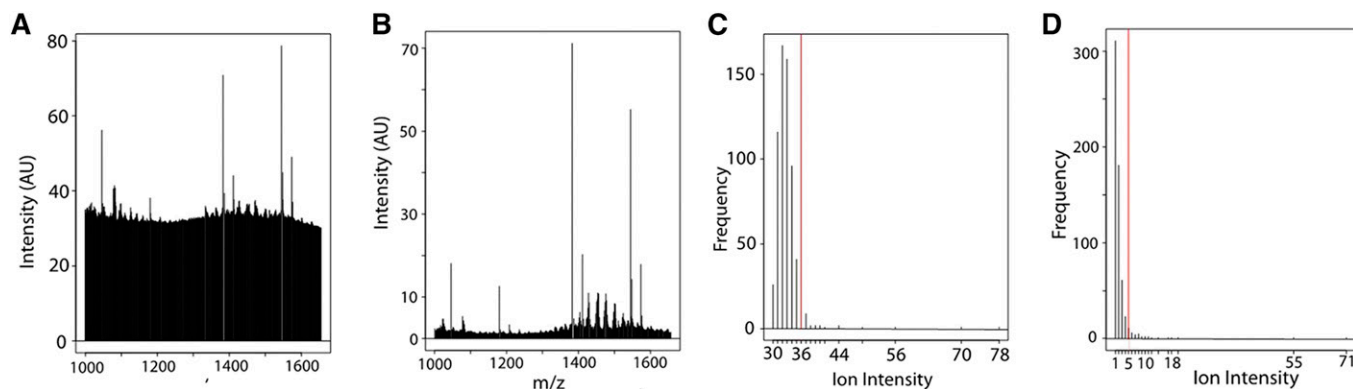 A
Intensity (AU)
80
60
40
20
0
1000 1200 1400 1600
B
Intensity (AU)
70
50
30
10
0
1000 1200 1400 1600
m/z
C
Frequency
150
100
50
0
30 36 44 56 70 78
Ion Intensity
D
Frequency
300
200
100
0
1 5 10 18 55 71
Ion Intensity